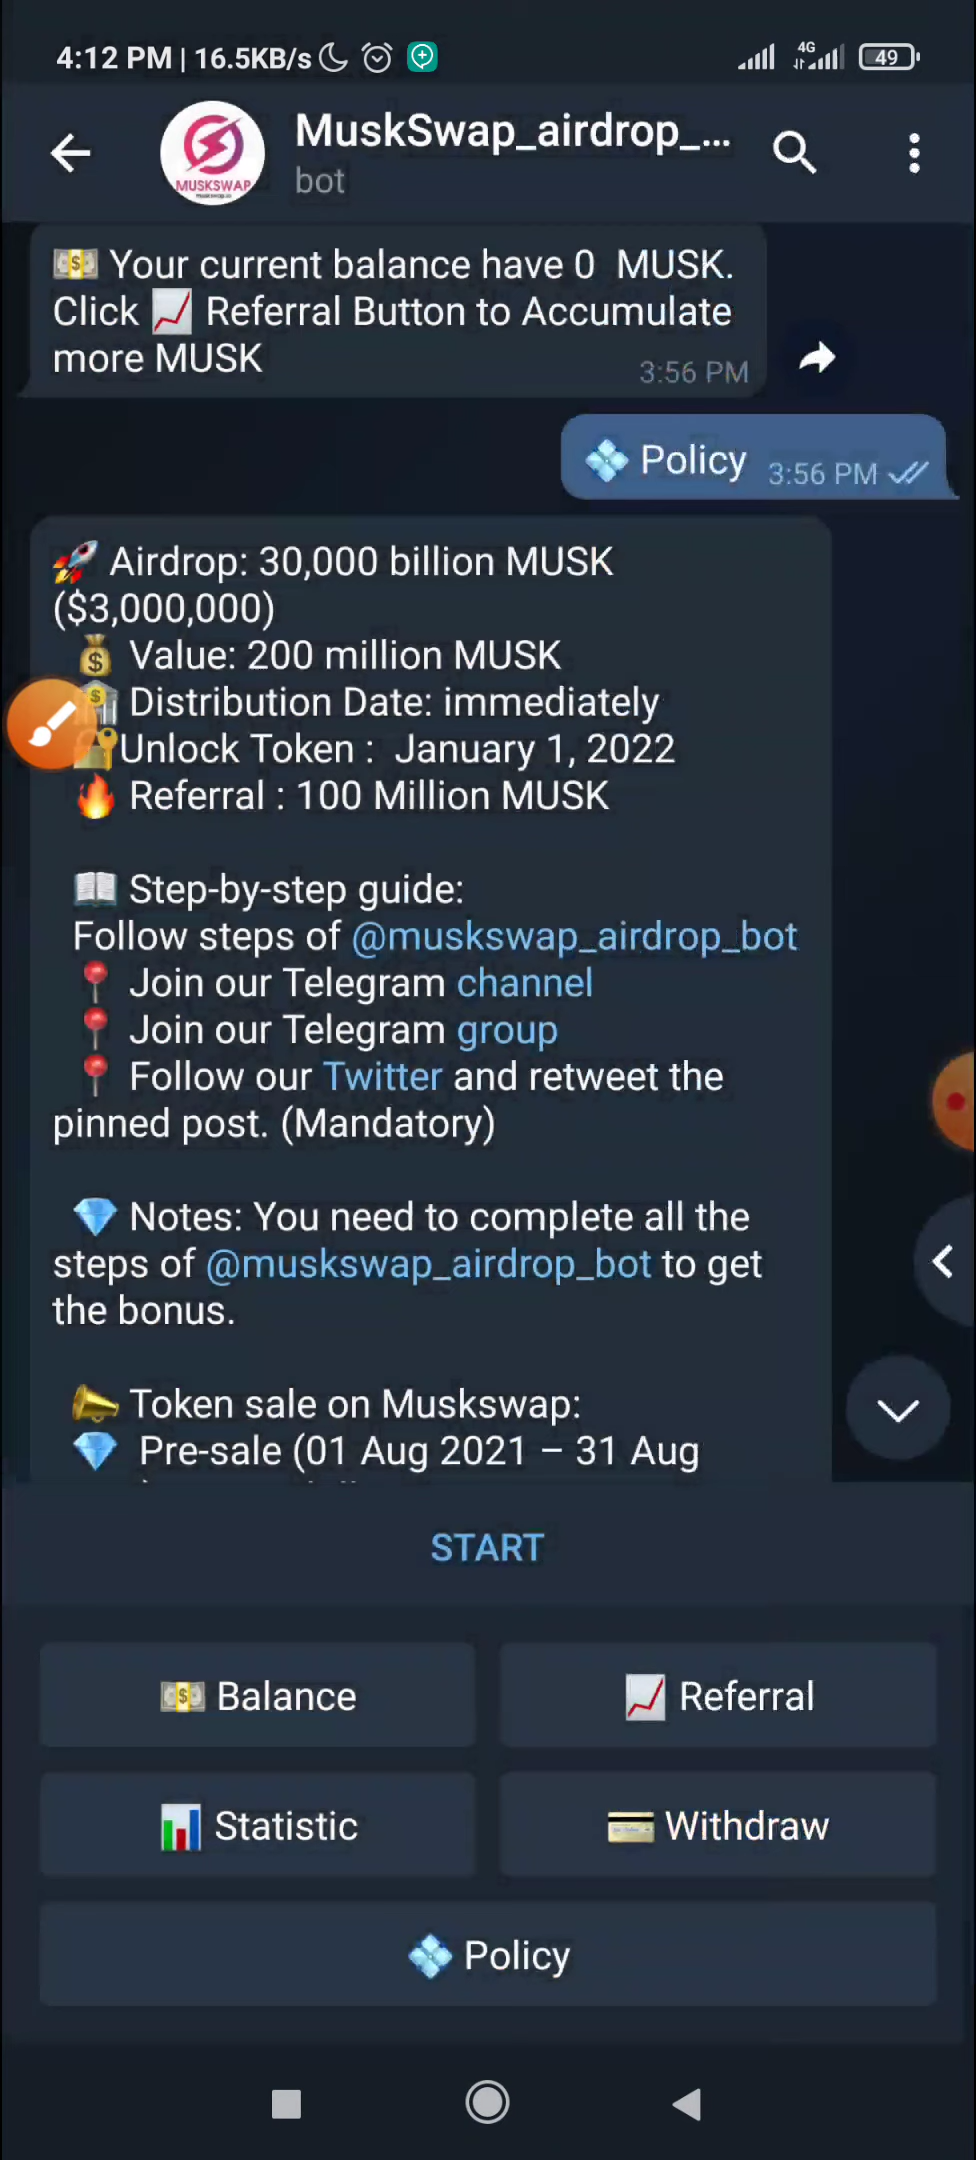 4:12 PM | 16.5KB/s
4G
49
MuskSwap_airdrop_...
bot
MUSKSWAP
Your current balance have 0 MUSK.
Click 📈 Referral Button to Accumulate
more MUSK
3:56 PM
💠 Policy 3:56 PM
🚀 Airdrop: 30,000 billion MUSK
($3,000,000)
💰 Value: 200 million MUSK
Distribution Date: immediately
Unlock Token : January 1, 2022
🔥 Referral : 100 Million MUSK
📖 Step-by-step guide:
Follow steps of @muskswap_airdrop_bot
📍 Join our Telegram channel
📍 Join our Telegram group
📍 Follow our Twitter and retweet the
pinned post. (Mandatory)
💎 Notes: You need to complete all the
steps of @muskswap_airdrop_bot to get
the bonus.
📣 Token sale on Muskswap:
💎 Pre-sale (01 Aug 2021 – 31 Aug
START
💵 Balance
📈 Referral
📊 Statistic
💳 Withdraw
💠 Policy